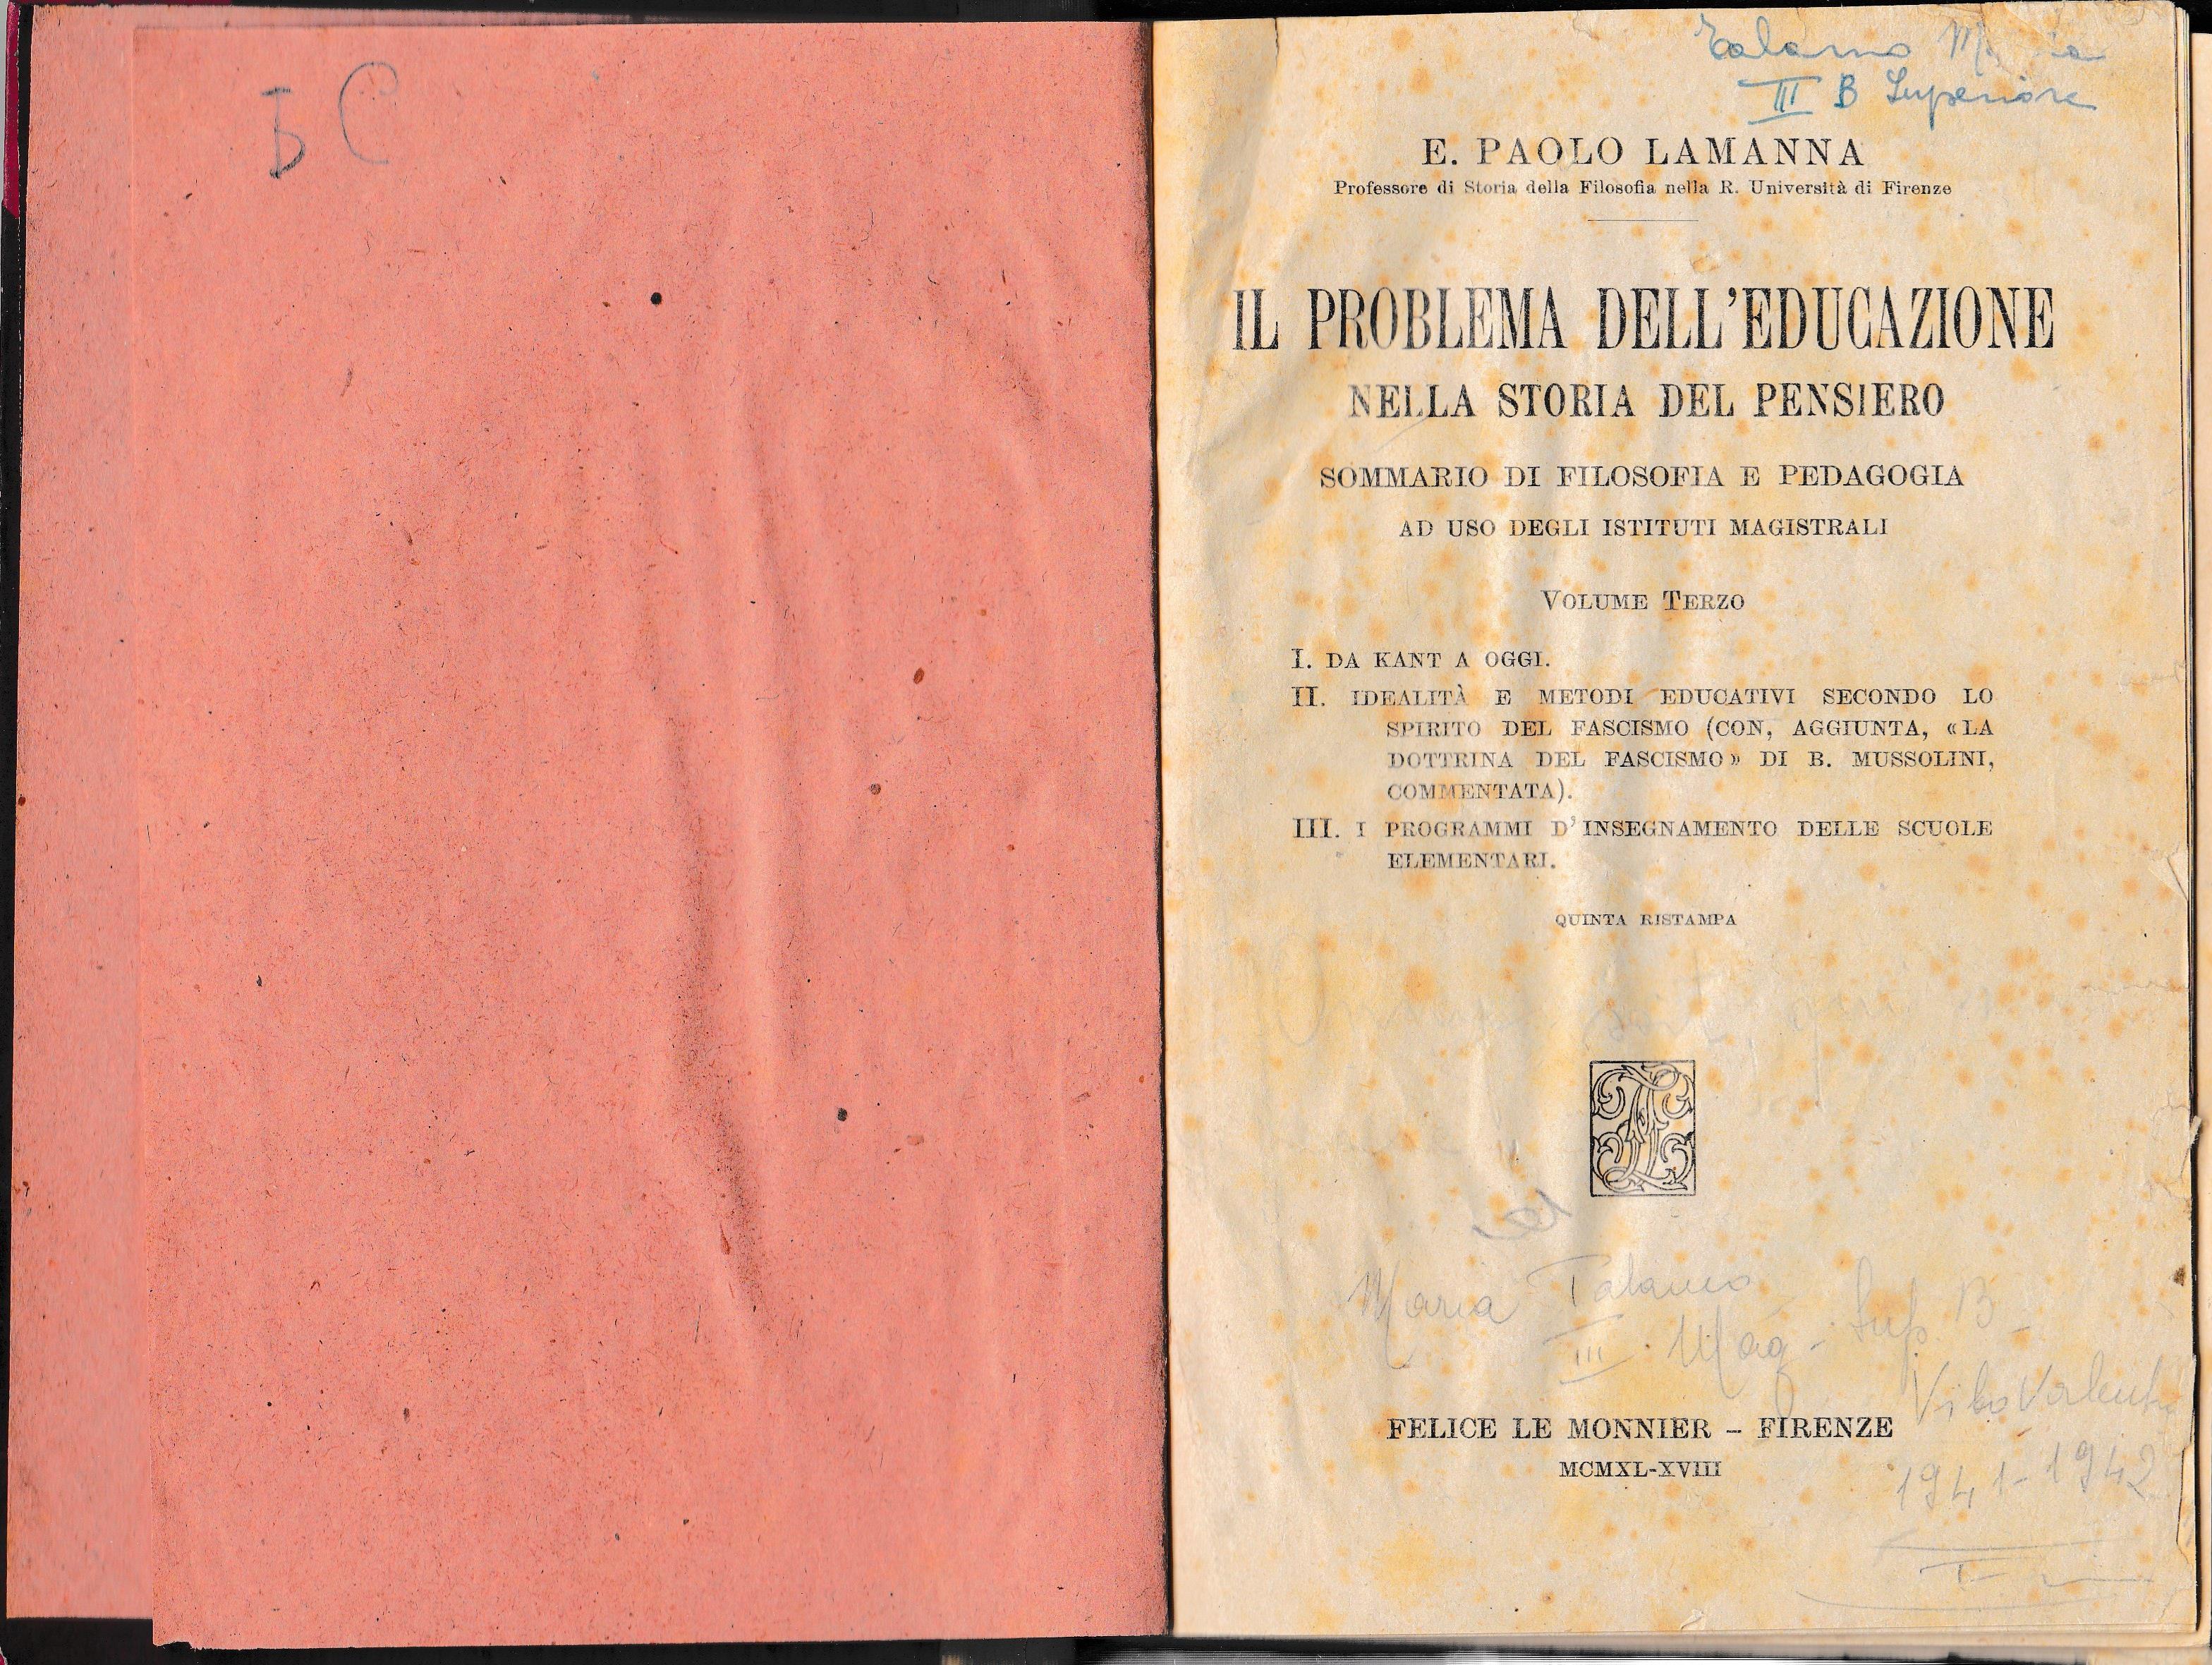 C
Talamo
III B Superiore
E. PAOLO LAMANNA
Professore di Storia della Filosofia nella R. Università di Firenze
IL PROBLEMA DELL'EDUCAZIONE
NELLA STORIA DEL PENSIERO
SOMMARIO DI FILOSOFIA E PEDAGOGIA
AD USO DEGLI ISTITUTI MAGISTRALI
VOLUME TERZO
I. DA KANT A OGGI.
II. IDEALITÀ E METODI EDUCATIVI SECONDO LO
SPIRITO DEL FASCISMO (CON, AGGIUNTA, «LA
DOTTRINA DEL FASCISMO» DI B. MUSSOLINI,
COMMENTATA).
III. I PROGRAMMI D'INSEGNAMENTO DELLE SCUOLE
ELEMENTARI.
QUINTA RISTAMPA
Maria Talamo
III. Mag. Sup. B
Vibo Valentia
FELICE LE MONNIER – FIRENZE
MCMXL-XVIII
1941-1942